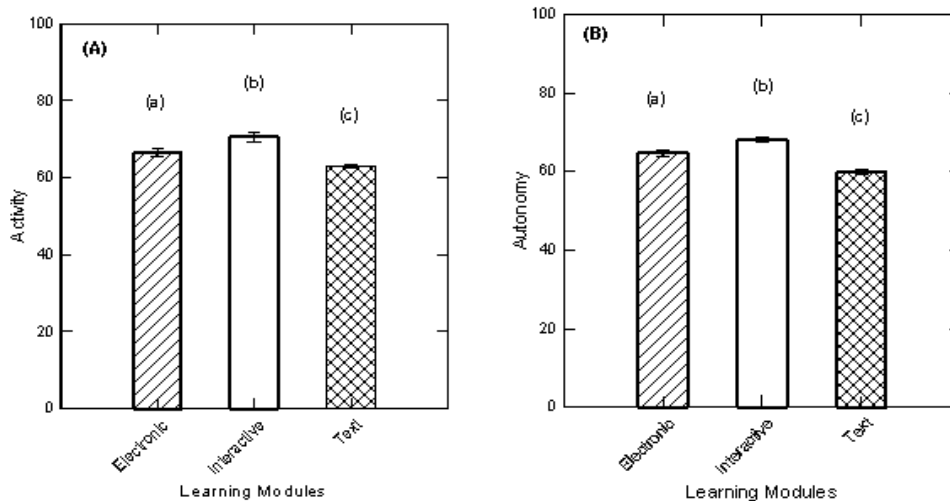 (A)
Activity
100
80
60
40
20
0
(a)
(b)
(c)
Electronic
Interactive
Text
Learning Modules
(B)
Autonomy
100
80
60
40
20
0
(a)
(b)
(c)
Electronic
Interactive
Text
Learning Modules